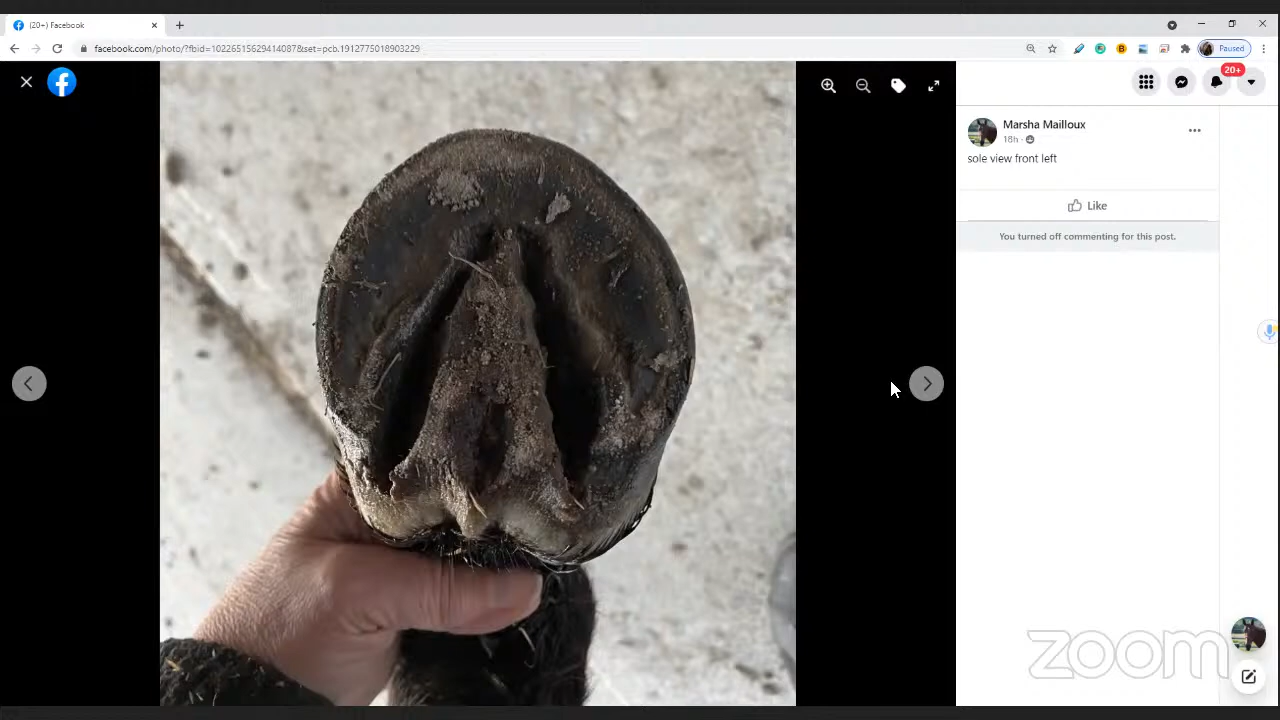 (20+) Facebook
facebook.com/photo/?fbid=10226515629414087&set=pcb.1912775018903229
Paused
20+
Marsha Mailloux
18h ·
sole view front left
Like
You turned off commenting for this post.
zoom